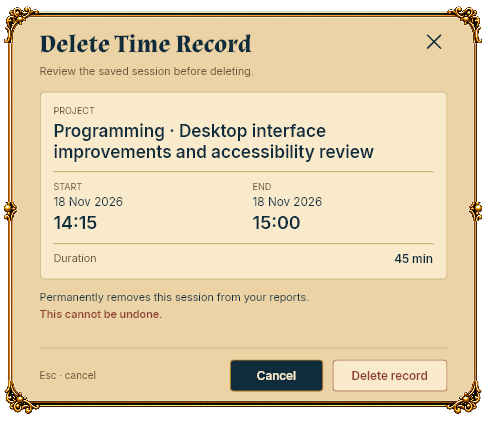 Delete Time Record
Review the saved session before deleting.
PROJECT
Programming · Desktop interface
improvements and accessibility review
START
18 Nov 2026
14:15
END
18 Nov 2026
15:00
Duration
45 min
Permanently removes this session from your reports.
This cannot be undone.
Esc · cancel
Cancel
Delete record